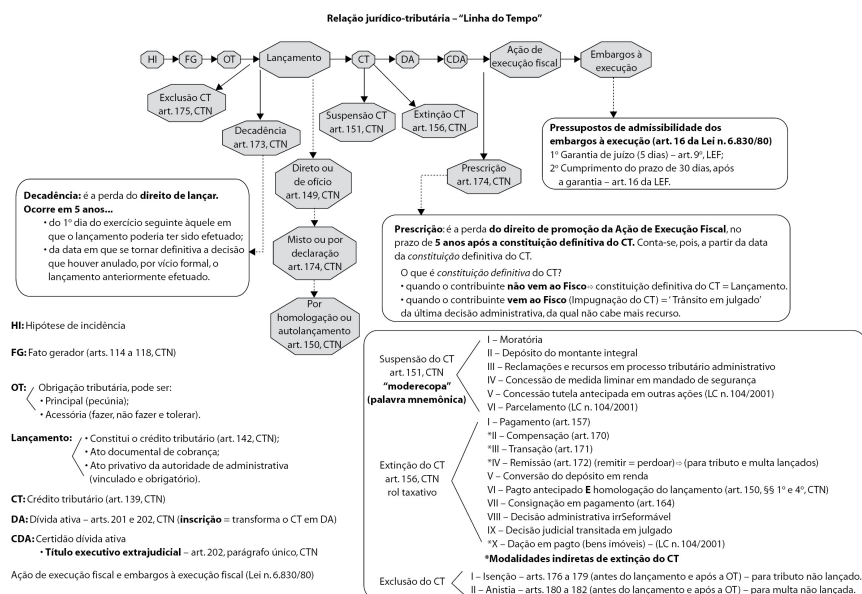 Relação jurídico-tributária – "Linha do Tempo"
HI
FG
OT
Lançamento
CT
DA
CDA
Ação de
execução fiscal
Embargos à
execução
Exclusão CT
art. 175, CTN
Decadência
art. 173, CTN
Direto ou
de ofício
art. 149, CTN
Misto ou por
declaração
art. 174, CTN
Por
homologação ou
autolançamento
art. 150, CTN
Suspensão CT
art. 151, CTN
Extinção CT
art. 156, CTN
Prescrição
art. 174, CTN
Pressupostos de admissibilidade dos
embargos à execução (art. 16 da Lei n. 6.830/80)
1º Garantia de juízo (5 dias) – art. 9º, LEF;
2º Cumprimento do prazo de 30 dias, após
a garantia – art. 16 da LEF.
Decadência: é a perda do direito de lançar.
Ocorre em 5 anos...
• do 1º dia do exercício seguinte àquele em
que o lançamento poderia ter sido efetuado;
• da data em que se tornar definitiva a decisão
que houver anulado, por vício formal, o
lançamento anteriormente efetuado.
Prescrição: é a perda do direito de promoção da Ação de Execução Fiscal, no
prazo de 5 anos após a constituição definitiva do CT. Conta-se, pois, a partir da data
da constituição definitiva do CT.
O que é constituição definitiva do CT?
• quando o contribuinte não vem ao Fisco⇨ constituição definitiva do CT = Lançamento.
• quando o contribuinte vem ao Fisco (Impugnação do CT) = 'Trânsito em julgado'
da última decisão administrativa, da qual não cabe mais recurso.
HI: Hipótese de incidência
FG: Fato gerador (arts. 114 a 118, CTN)
OT: Obrigação tributária, pode ser:
• Principal (pecúnia);
• Acessória (fazer, não fazer e tolerar).
Lançamento: • Constitui o crédito tributário (art. 142, CTN);
• Ato documental de cobrança;
• Ato privativo da autoridade de administrativa
(vinculado e obrigatório).
CT: Crédito tributário (art. 139, CTN)
DA: Dívida ativa – arts. 201 e 202, CTN (inscrição = transforma o CT em DA)
CDA: Certidão dívida ativa
• Título executivo extrajudicial – art. 202, parágrafo único, CTN
Ação de execução fiscal e embargos à execução fiscal (Lei n. 6.830/80)
Suspensão do CT
art. 151, CTN
"moderecopa"
(palavra mnemônica)
I – Moratória
II – Depósito do montante integral
III – Reclamações e recursos em processo tributário administrativo
IV – Concessão de medida liminar em mandado de segurança
V – Concessão tutela antecipada em outras ações (LC n. 104/2001)
VI – Parcelamento (LC n. 104/2001)
Extinção do CT
art. 156, CTN
rol taxativo
I – Pagamento (art. 157)
*II – Compensação (art. 170)
*III – Transação (art. 171)
*IV – Remissão (art. 172) (remitir = perdoar)⇨ (para tributo e multa lançados)
V – Conversão do depósito em renda
VI – Pagto antecipado E homologação do lançamento (art. 150, §§ 1º e 4º, CTN)
VII – Consignação em pagamento (art. 164)
VIII – Decisão administrativa irrSeformável
IX – Decisão judicial transitada em julgado
*X – Dação em pagto (bens imóveis) – (LC n. 104/2001)
*Modalidades indiretas de extinção do CT
Exclusão do CT
I – Isenção – arts. 176 a 179 (antes do lançamento e após a OT) – para tributo não lançado.
II – Anistia – arts. 180 a 182 (antes do lançamento e após a OT) – para multa não lançada.